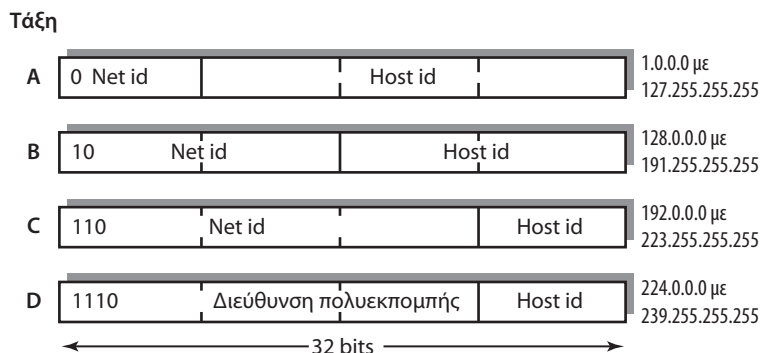 Τάξη
A 0 Net id Host id 1.0.0.0 με
127.255.255.255
B 10 Net id Host id 128.0.0.0 με
191.255.255.255
C 110 Net id Host id 192.0.0.0 με
223.255.255.255
D 1110 Διεύθυνση πολυεκπομπής Host id 224.0.0.0 με
239.255.255.255
32 bits